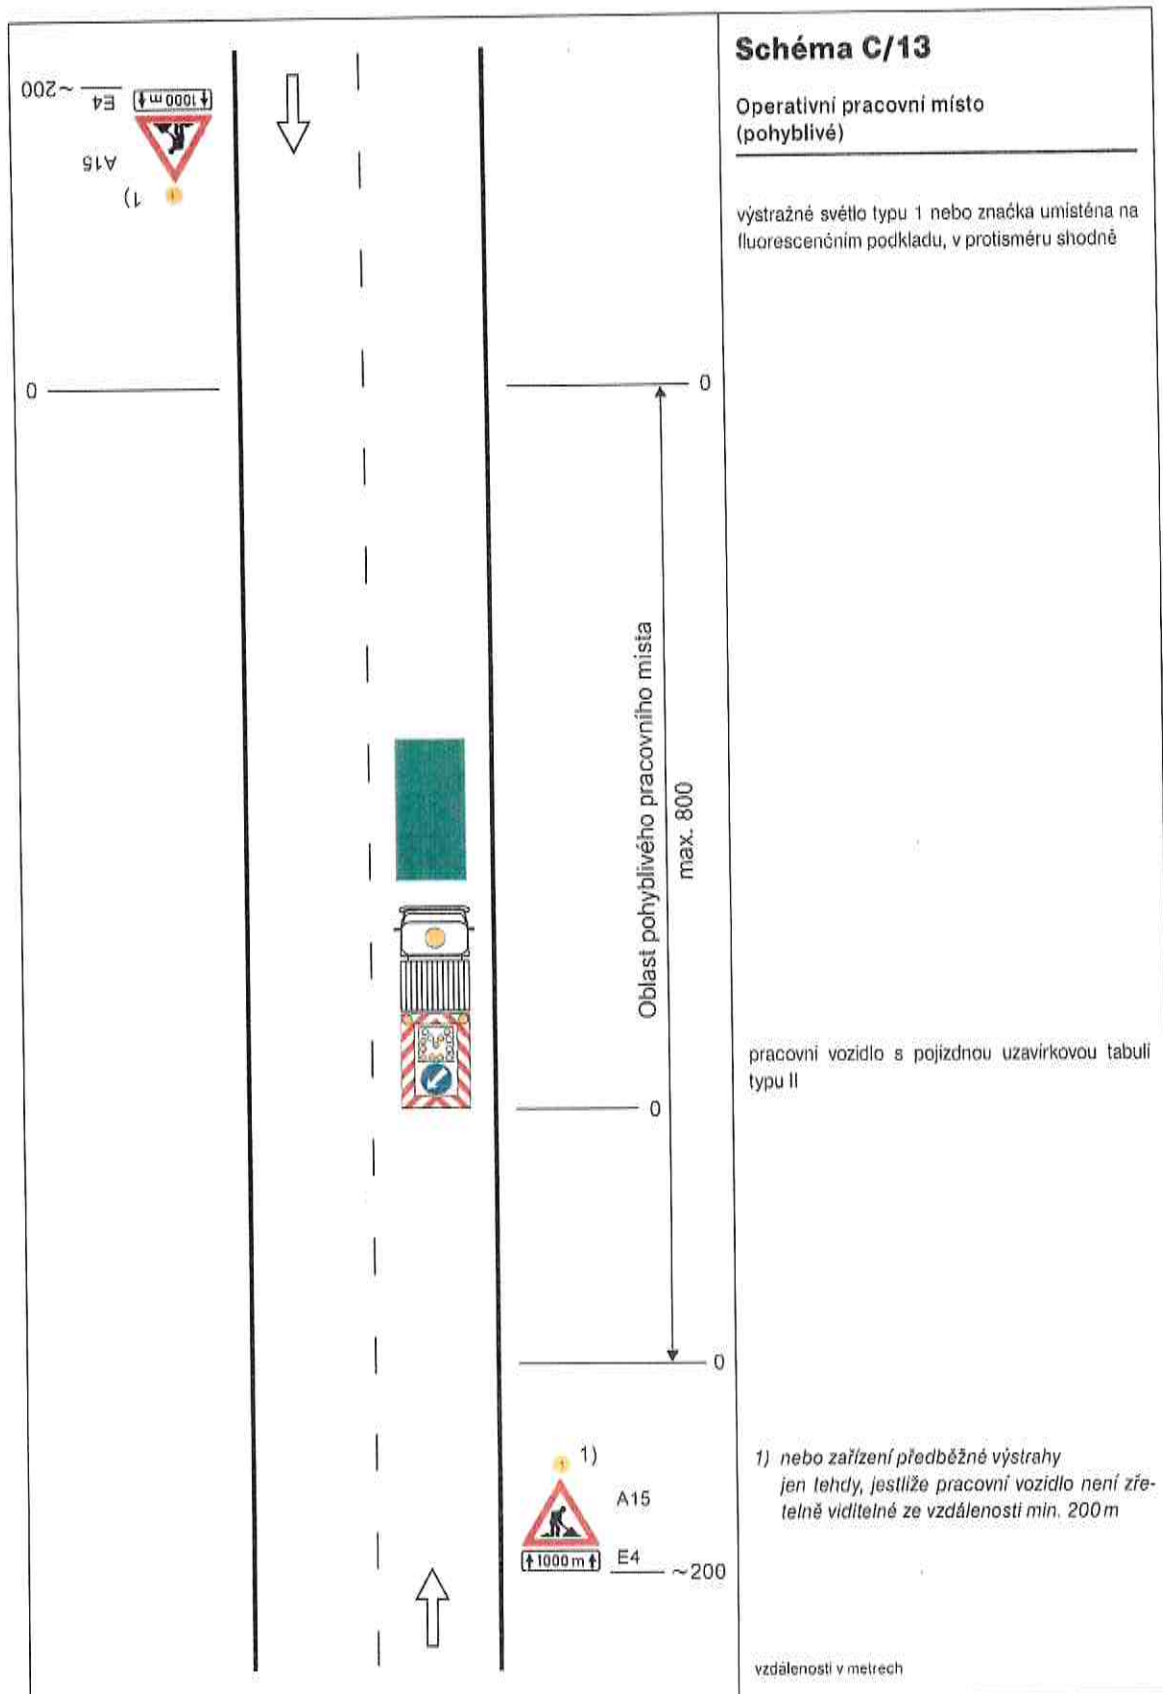 Schéma C/13
Operativní pracovní místo
(pohyblivé)
výstražné světlo typu 1 nebo značka umístěna na
fluorescenčním podkladu, v protisměru shodně
~200
E4
1000 m
A15
1)
1
0
0
Oblast pohyblivého pracovního místa
max. 800
pracovní vozidlo s pojízdnou uzavírkovou tabulí
typu II
0
0
1
1)
A15
1000 m
E4
~200
1) nebo zařízení předběžné výstrahy
jen tehdy, jestliže pracovní vozidlo není zře-
telně viditelné ze vzdálenosti min. 200 m
vzdálenosti v metrech